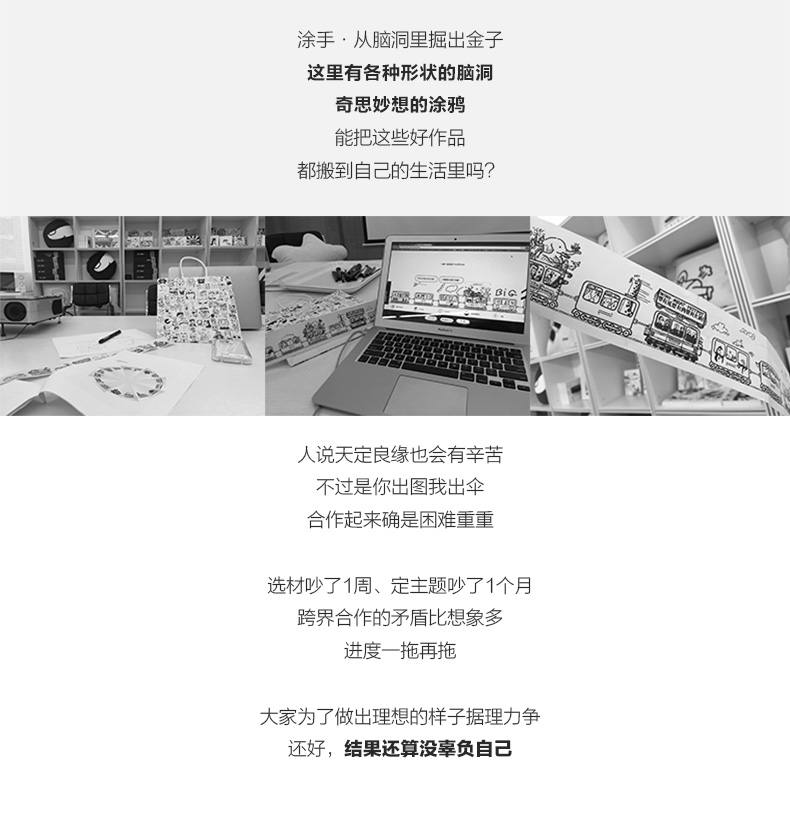 涂手·从脑洞里掘出金子
这里有各种形状的脑洞
奇思妙想的涂鸦
能把这些好作品
都搬到自己的生活里吗？
人说天定良缘也会有辛苦
不过是你出图我出伞
合作起来确是困难重重
选材吵了1周、定主题吵了1个月
跨界合作的矛盾比想象多
进度一拖再拖
大家为了做出理想的样子据理力争
还好，结果还算没辜负自己